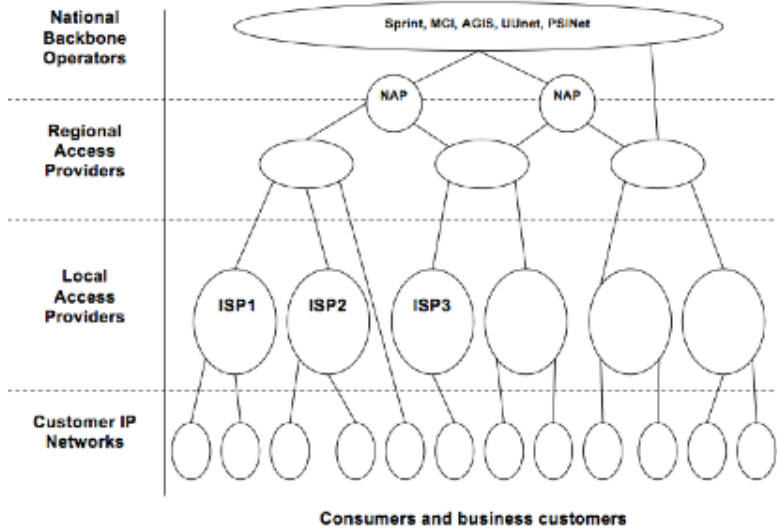 National
Backbone
Operators
Sprint, MCI, AGIS, UUnet, PSINet
NAP
NAP
Regional
Access
Providers
Local
Access
Providers
ISP1
ISP2
ISP3
Customer IP
Networks
Consumers and business customers